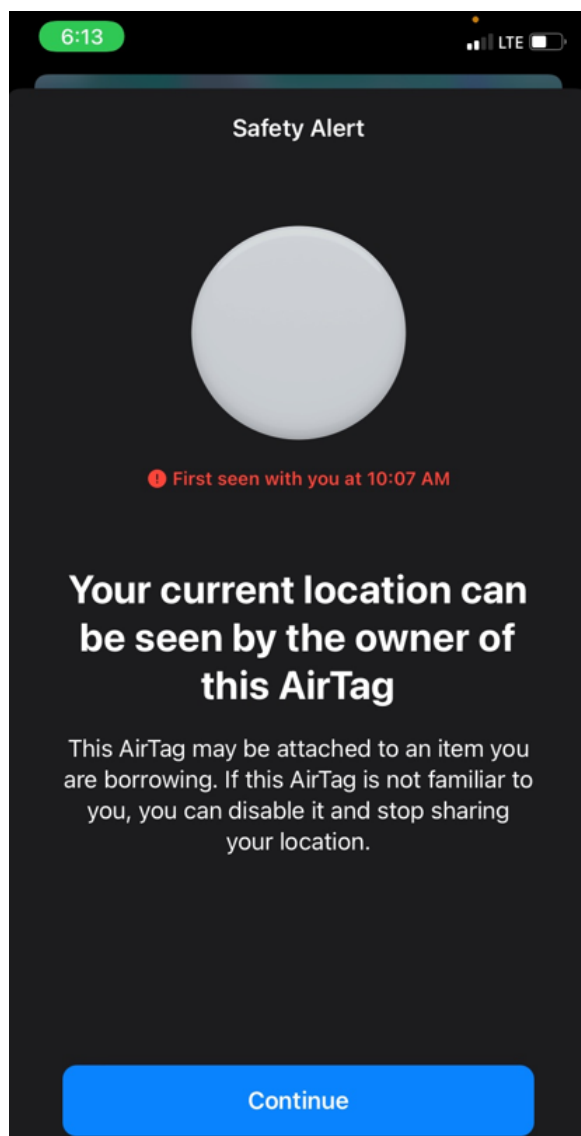 6:13
LTE
Safety Alert
First seen with you at 10:07 AM
Your current location can
be seen by the owner of
this AirTag
This AirTag may be attached to an item you
are borrowing. If this AirTag is not familiar to
you, you can disable it and stop sharing
your location.
Continue